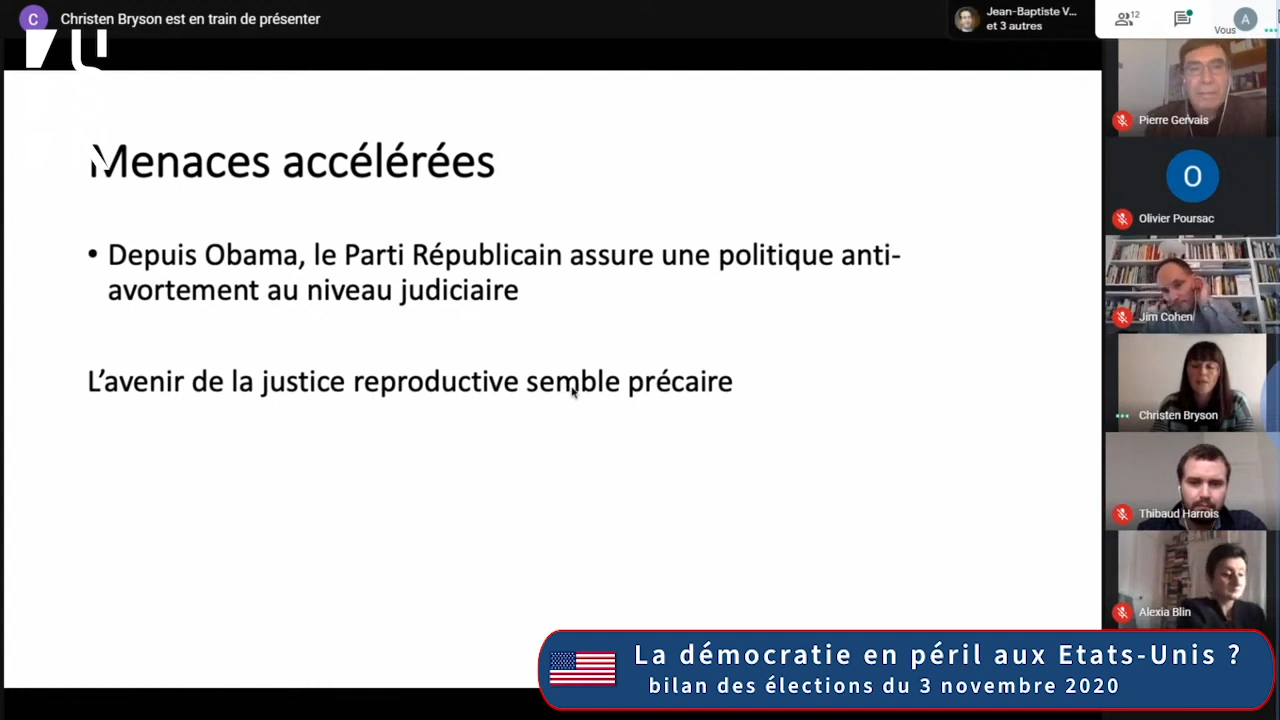 C
Christen Bryson est en train de présenter
Jean-Baptiste V...
et 3 autres
12
Vous
A
Pierre Gervais
Menaces accélérées
O
Olivier Poursac
• Depuis Obama, le Parti Républicain assure une politique anti-
avortement au niveau judiciaire
Jim Cohen
L'avenir de la justice reproductive semble précaire
Christen Bryson
Thibaud Harrois
Alexia Blin
La démocratie en péril aux Etats-Unis ?
bilan des élections du 3 novembre 2020